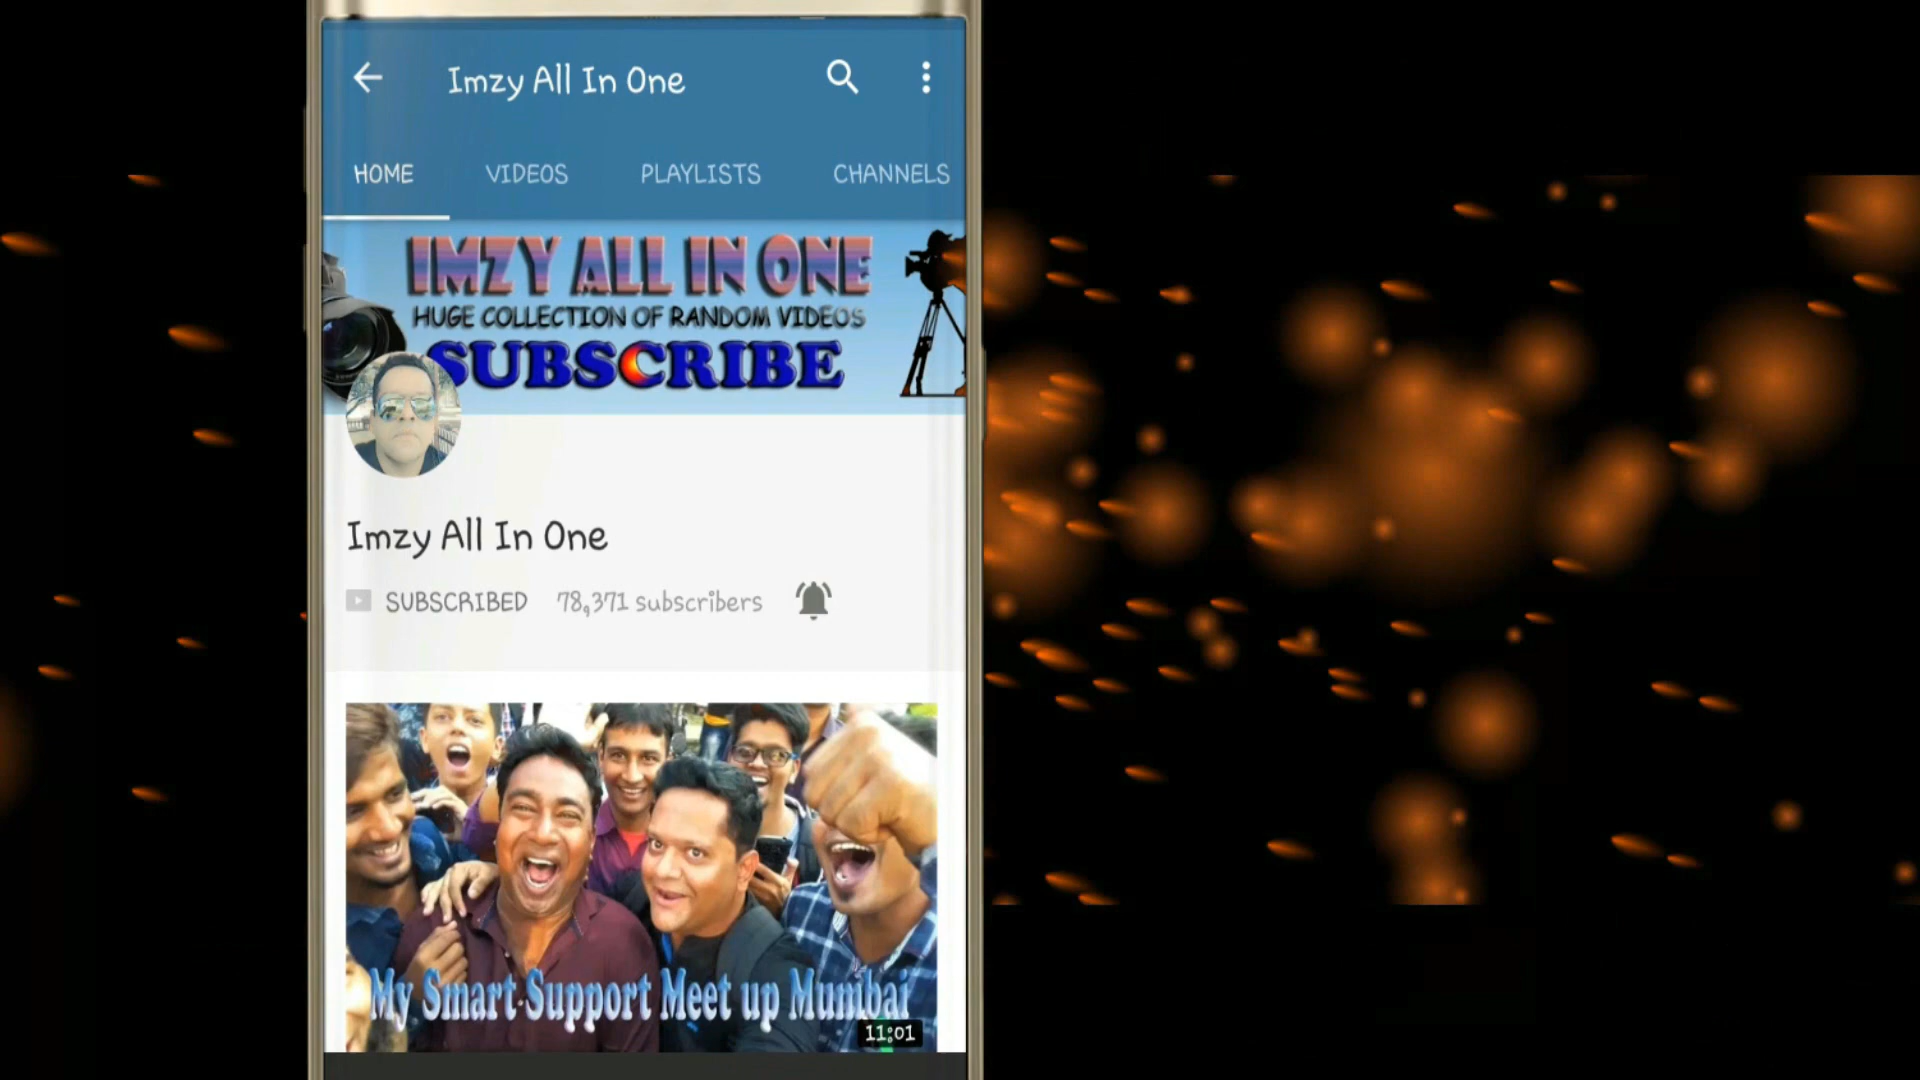 Imzy All In One
HOME VIDEOS PLAYLISTS CHANNELS
IMZY ALL IN ONE
HUGE COLLECTION OF RANDOM VIDEOS
SUBSCRIBE
Imzy All In One
SUBSCRIBED 78,371 subscribers
My Smart Support Meet up Mumbai
11:01